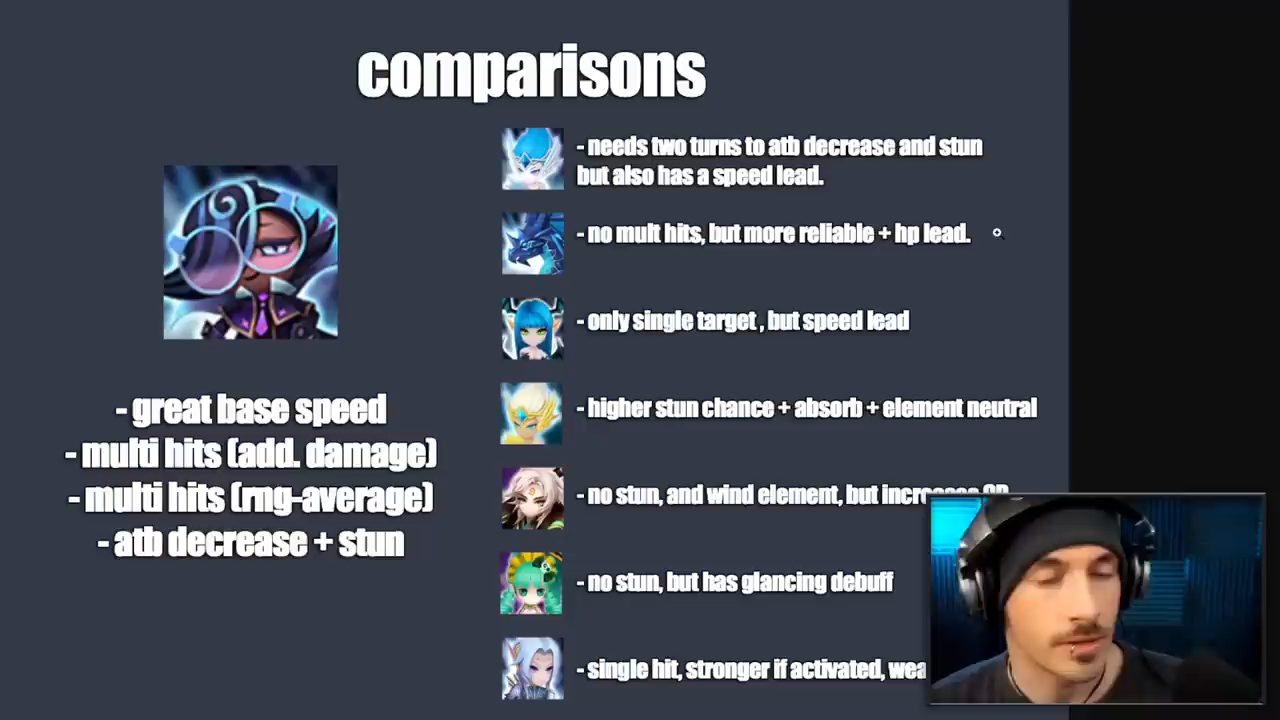 comparisons
- great base speed
- multi hits (add. damage)
- multi hits (rng-average)
- atb decrease + stun
- needs two turns to atb decrease and stun
but also has a speed lead.
- no mult hits, but more reliable + hp lead.
- only single target , but speed lead
- higher stun chance + absorb + element neutral
- no stun, and wind element, but increases CD
- no stun, but has glancing debuff
- single hit, stronger if activated,